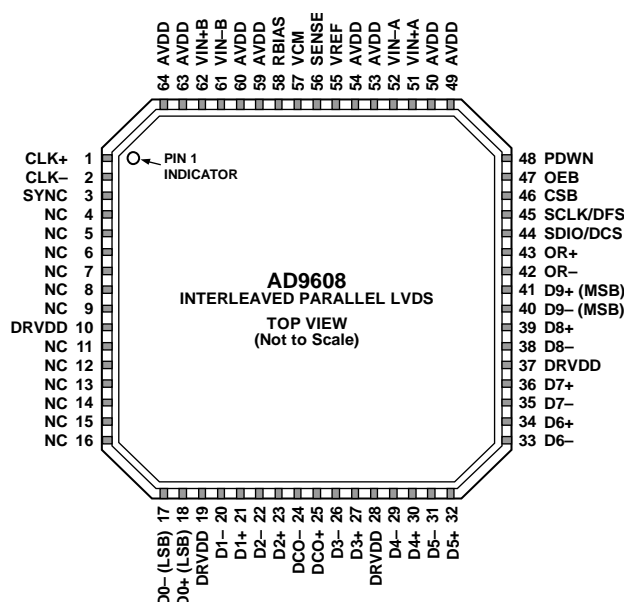 64 AVDD
63 AVDD
62 VIN+B
61 VIN–B
60 AVDD
59 AVDD
58 RBIAS
57 VCM
56 SENSE
55 VREF
54 AVDD
53 AVDD
52 VIN–A
51 VIN+A
50 AVDD
49 AVDD
CLK+ 1
CLK– 2
SYNC 3
NC 4
NC 5
NC 6
NC 7
NC 8
NC 9
DRVDD 10
NC 11
NC 12
NC 13
NC 14
NC 15
NC 16
PIN 1
INDICATOR
AD9608
INTERLEAVED PARALLEL LVDS
TOP VIEW
(Not to Scale)
48 PDWN
47 OEB
46 CSB
45 SCLK/DFS
44 SDIO/DCS
43 OR+
42 OR–
41 D9+ (MSB)
40 D9– (MSB)
39 D8+
38 D8–
37 DRVDD
36 D7+
35 D7–
34 D6+
33 D6–
D0– (LSB) 17
D0+ (LSB) 18
DRVDD 19
D1– 20
D1+ 21
D2– 22
D2+ 23
DCO– 24
DCO+ 25
D3– 26
D3+ 27
DRVDD 28
D4– 29
D4+ 30
D5– 31
D5+ 32